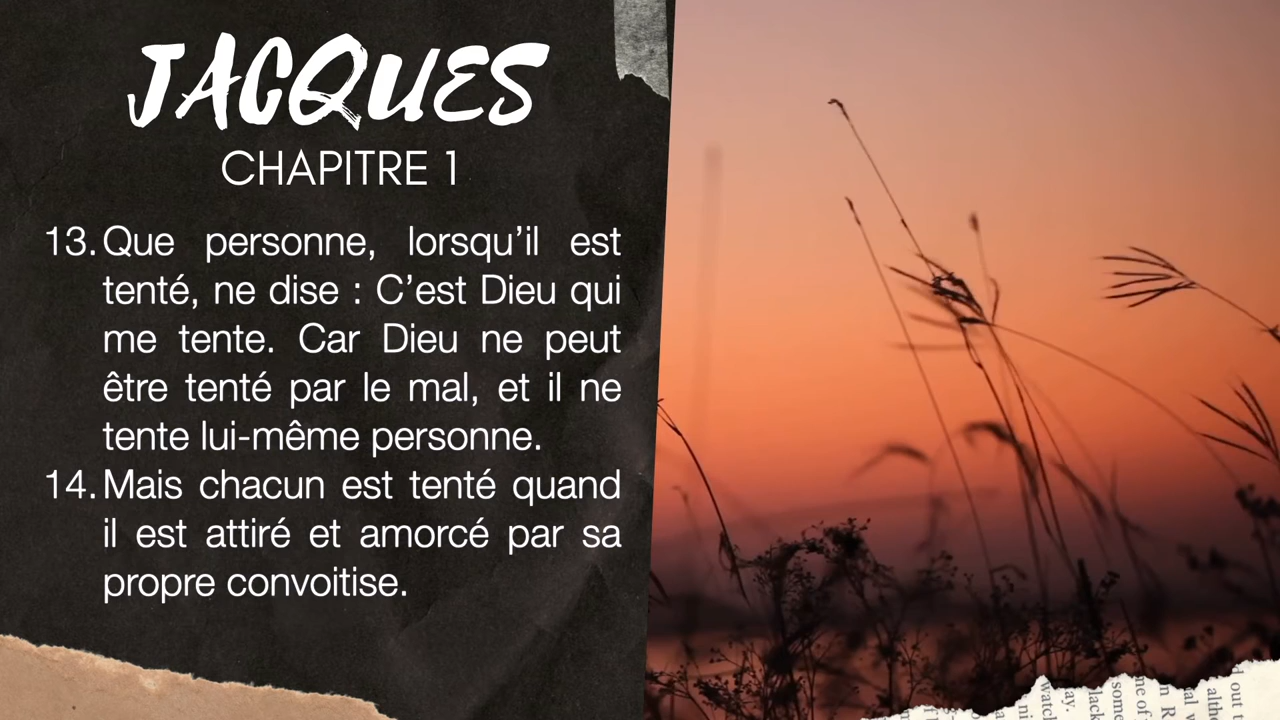 JACQUES
CHAPITRE 1
13. Que personne, lorsqu’il est
tenté, ne dise : C’est Dieu qui
me tente. Car Dieu ne peut
être tenté par le mal, et il ne
tente lui-même personne.
14. Mais chacun est tenté quand
il est attiré et amorcé par sa
propre convoitise.